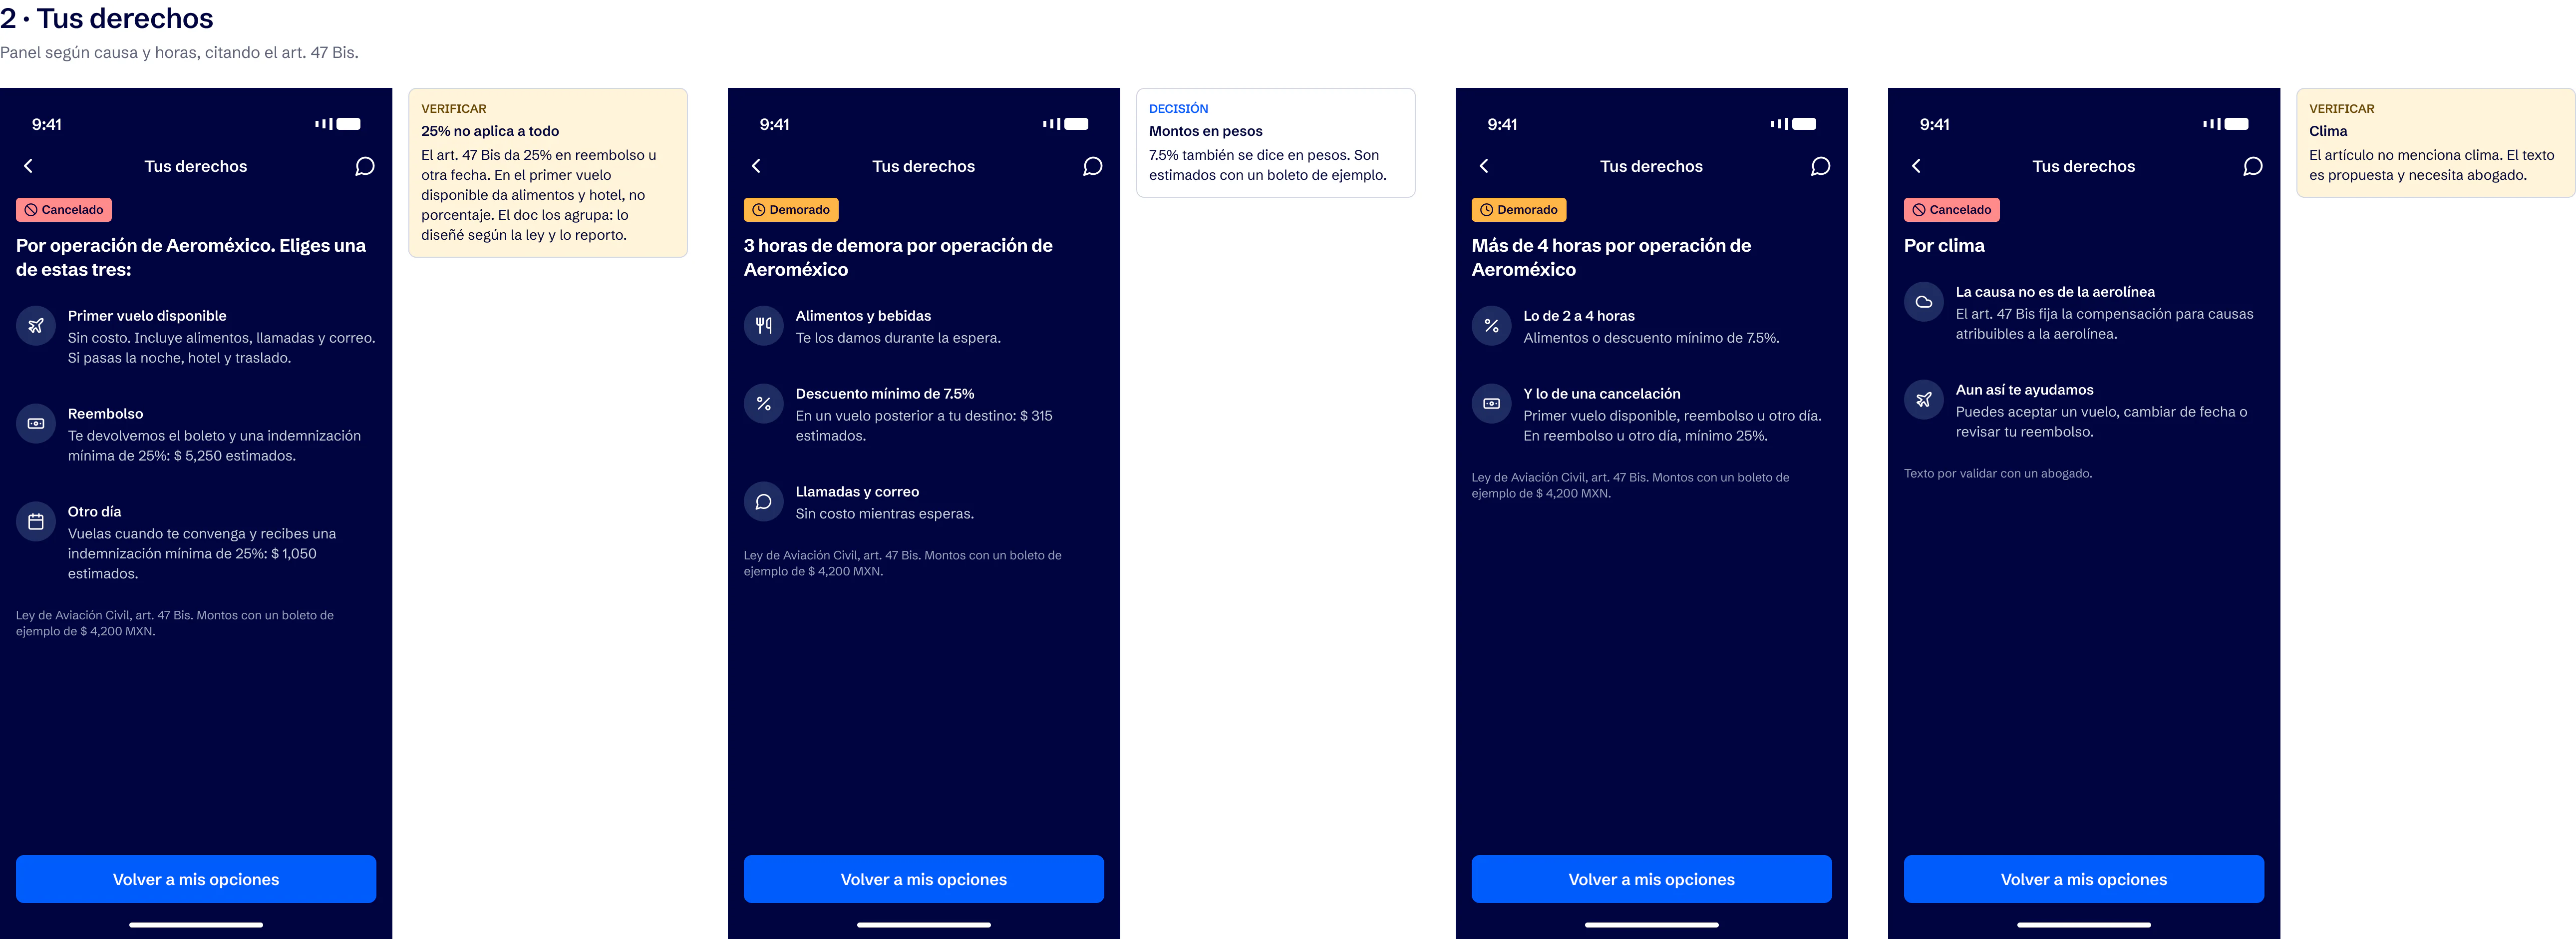 2 · Tus derechos
Panel según causa y horas, citando el art. 47 Bis.
9:41
Tus derechos
Cancelado
Por operación de Aeroméxico. Eliges una
de estas tres:
Primer vuelo disponible
Sin costo. Incluye alimentos, llamadas y correo.
Si pasas la noche, hotel y traslado.
Reembolso
Te devolvemos el boleto y una indemnización
mínima de 25%: $ 5,250 estimados.
Otro día
Vuelas cuando te convenga y recibes una
indemnización mínima de 25%: $ 1,050
estimados.
Ley de Aviación Civil, art. 47 Bis. Montos con un boleto de
ejemplo de $ 4,200 MXN.
Volver a mis opciones
VERIFICAR
25% no aplica a todo
El art. 47 Bis da 25% en reembolso u
otra fecha. En el primer vuelo
disponible da alimentos y hotel, no
porcentaje. El doc los agrupa: lo
diseñé según la ley y lo reporto.
9:41
Tus derechos
Demorado
3 horas de demora por operación de
Aeroméxico
Alimentos y bebidas
Te los damos durante la espera.
Descuento mínimo de 7.5%
En un vuelo posterior a tu destino: $ 315
estimados.
Llamadas y correo
Sin costo mientras esperas.
Ley de Aviación Civil, art. 47 Bis. Montos con un boleto de
ejemplo de $ 4,200 MXN.
Volver a mis opciones
DECISIÓN
Montos en pesos
7.5% también se dice en pesos. Son
estimados con un boleto de ejemplo.
9:41
Tus derechos
Demorado
Más de 4 horas por operación de
Aeroméxico
Lo de 2 a 4 horas
Alimentos o descuento mínimo de 7.5%.
Y lo de una cancelación
Primer vuelo disponible, reembolso u otro día.
En reembolso u otro día, mínimo 25%.
Ley de Aviación Civil, art. 47 Bis. Montos con un boleto de
ejemplo de $ 4,200 MXN.
Volver a mis opciones
9:41
Tus derechos
Cancelado
Por clima
La causa no es de la aerolínea
El art. 47 Bis fija la compensación para causas
atribuibles a la aerolínea.
Aun así te ayudamos
Puedes aceptar un vuelo, cambiar de fecha o
revisar tu reembolso.
Texto por validar con un abogado.
Volver a mis opciones
VERIFICAR
Clima
El artículo no menciona clima. El texto
es propuesta y necesita abogado.